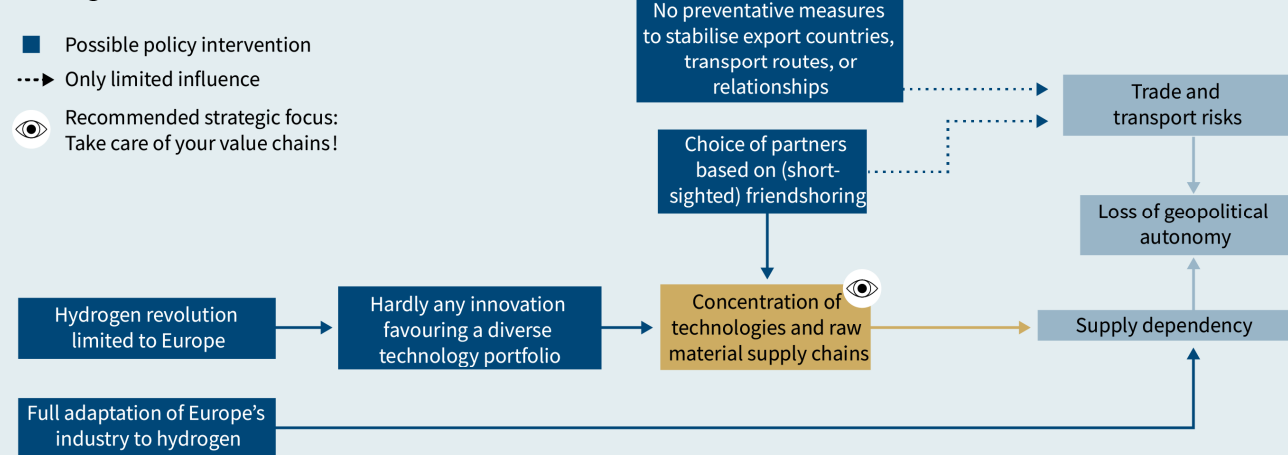 Possible policy intervention
Only limited influence
Recommended strategic focus:
Take care of your value chains!
No preventative measures
to stabilise export countries,
transport routes, or
relationships
Trade and
transport risks
Choice of partners
based on (short-
sighted) friendshoring
Loss of geopolitical
autonomy
Hydrogen revolution
limited to Europe
Hardly any innovation
favouring a diverse
technology portfolio
Concentration of
technologies and raw
material supply chains
Supply dependency
Full adaptation of Europe’s
industry to hydrogen